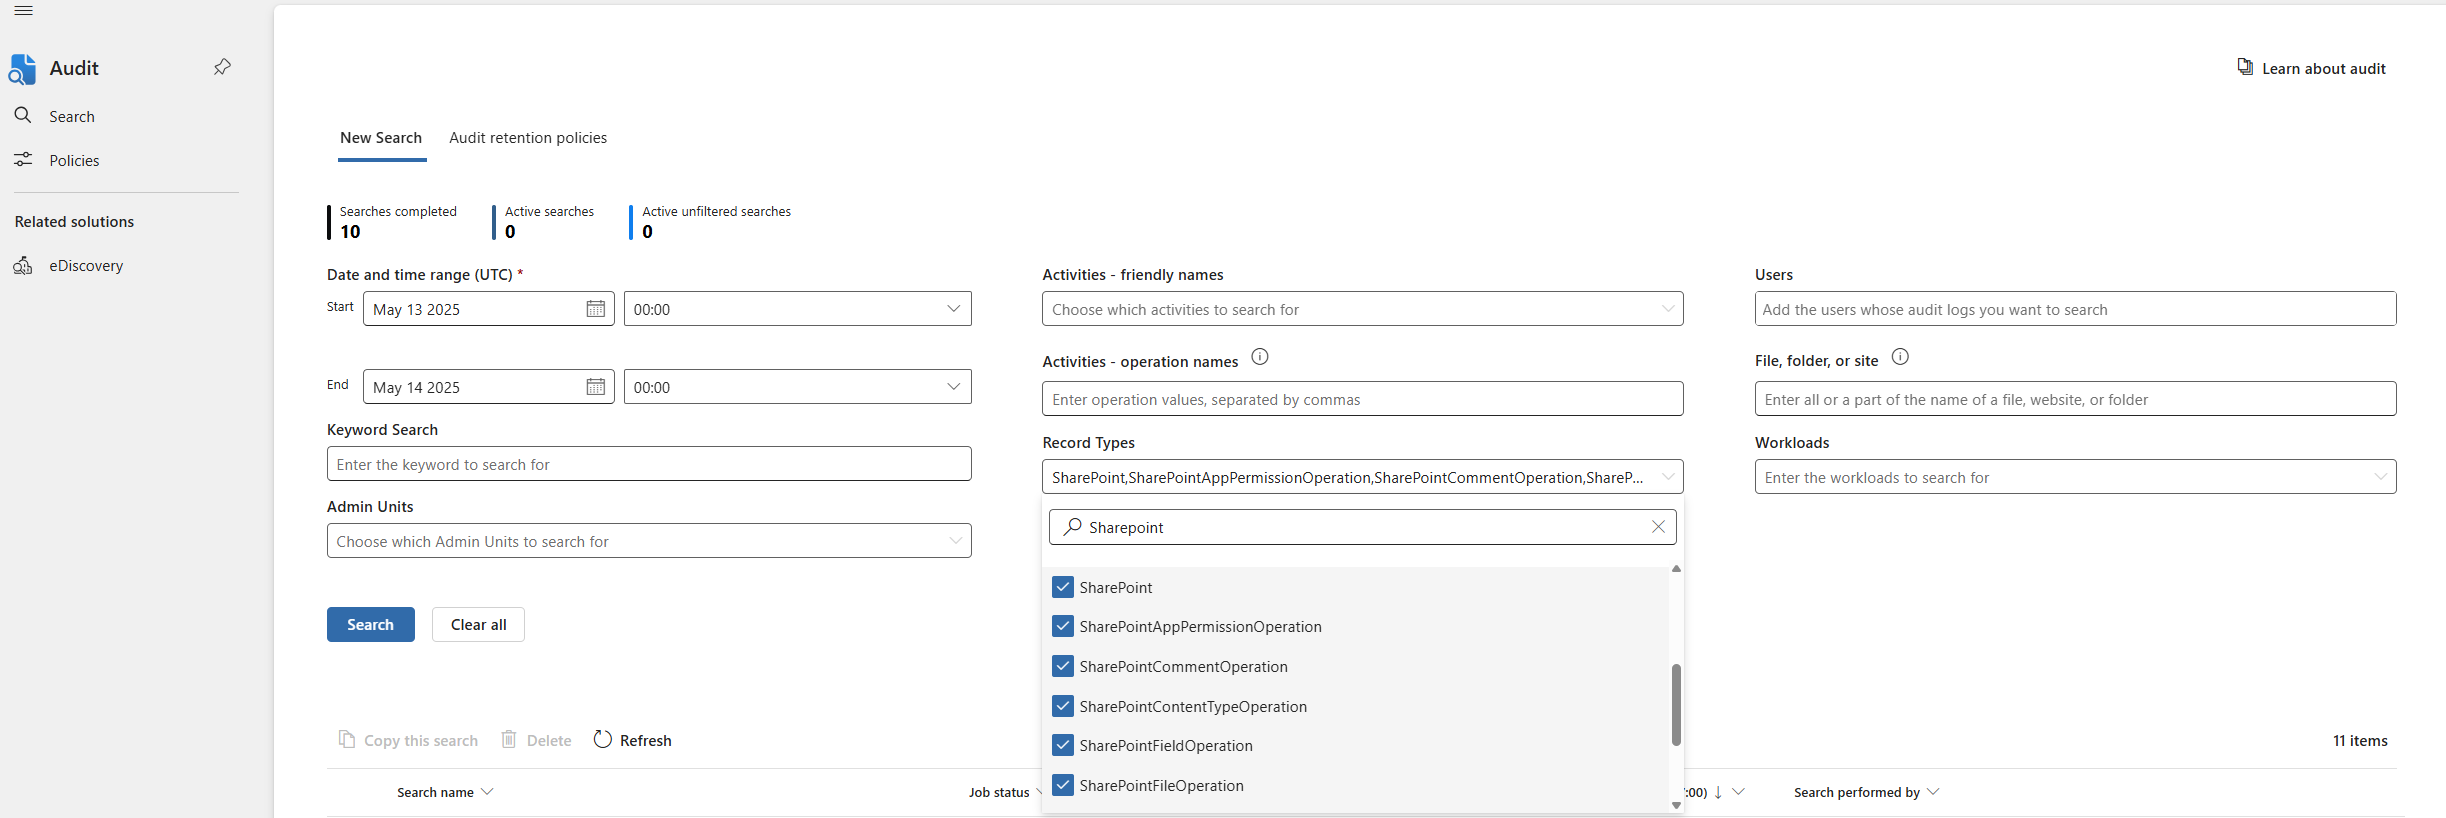 Audit
Search
Policies
Related solutions
eDiscovery
Learn about audit
New Search
Audit retention policies
Searches completed
10
Active searches
0
Active unfiltered searches
0
Date and time range (UTC) *
Start
May 13 2025
00:00
End
May 14 2025
00:00
Keyword Search
Enter the keyword to search for
Admin Units
Choose which Admin Units to search for
Search
Clear all
Activities - friendly names
Choose which activities to search for
Activities - operation names
Enter operation values, separated by commas
Record Types
SharePoint,SharePointAppPermissionOperation,SharePointCommentOperation,ShareP...
Sharepoint
SharePoint
SharePointAppPermissionOperation
SharePointCommentOperation
SharePointContentTypeOperation
SharePointFieldOperation
SharePointFileOperation
Users
Add the users whose audit logs you want to search
File, folder, or site
Enter all or a part of the name of a file, website, or folder
Workloads
Enter the workloads to search for
Copy this search
Delete
Refresh
11 items
Search name
Job status
:00)
Search performed by